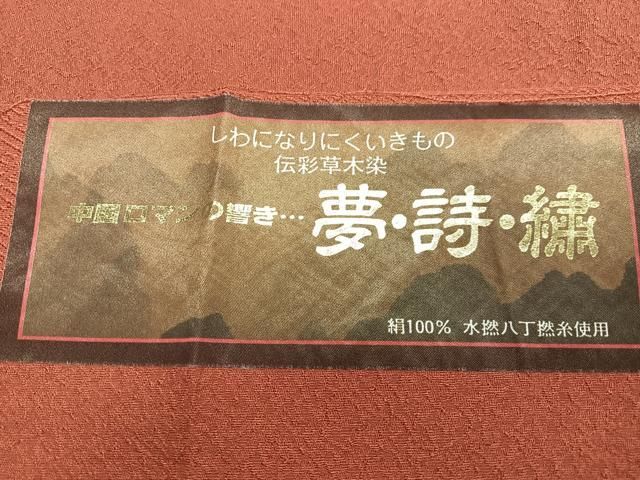 しわになりにくいきもの
伝彩草木染
中國ロマンの響き…
夢・詩・繍
絹100% 水撚八丁撚糸使用